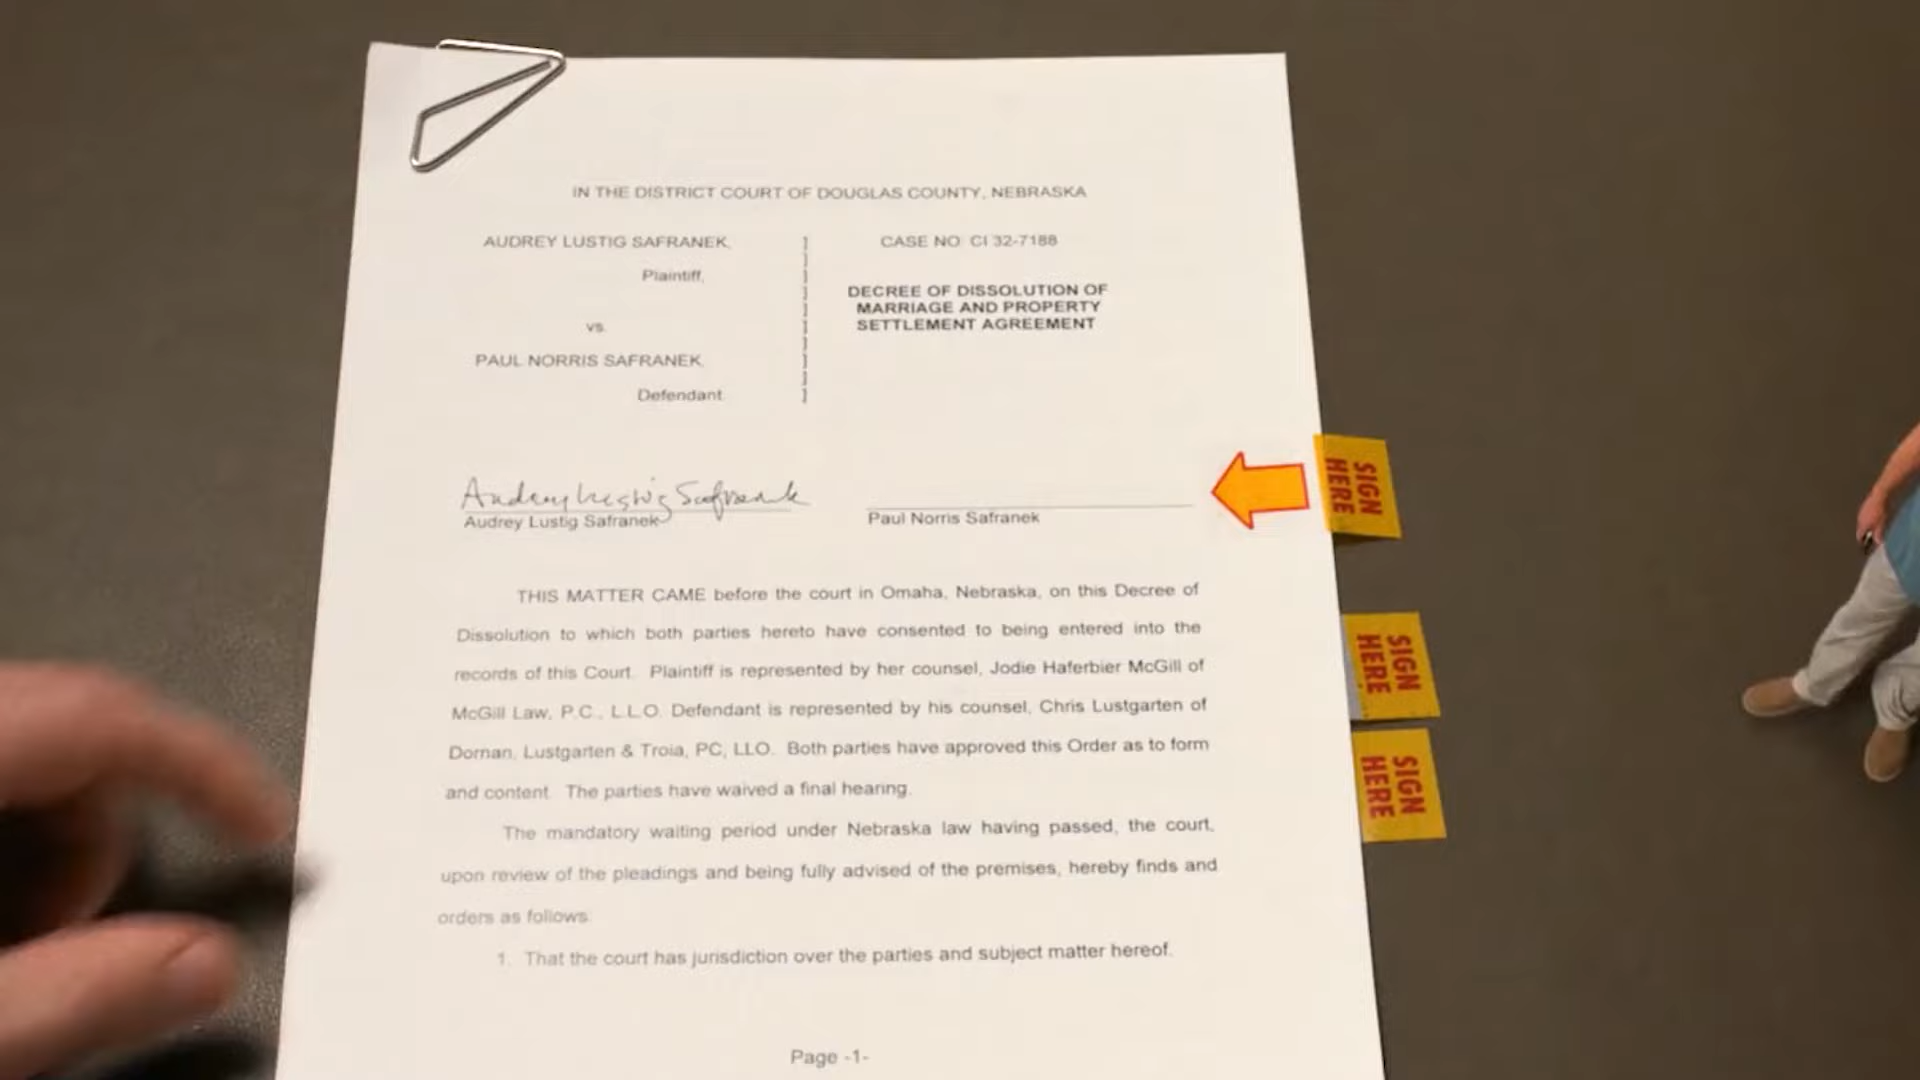 IN THE DISTRICT COURT OF DOUGLAS COUNTY, NEBRASKA
AUDREY LUSTIG SAFRANEK,
Plaintiff,
vs.
PAUL NORRIS SAFRANEK,
Defendant.
CASE NO: CI 32-7188
DECREE OF DISSOLUTION OF
MARRIAGE AND PROPERTY
SETTLEMENT AGREEMENT
Audrey Lustig Safranek
Audrey Lustig Safranek
Paul Norris Safranek
SIGN
HERE
THIS MATTER CAME before the court in Omaha, Nebraska, on this Decree of
Dissolution to which both parties hereto have consented to being entered into the
records of this Court. Plaintiff is represented by her counsel, Jodie Haferbier McGill of
McGill Law, P.C., L.L.O. Defendant is represented by his counsel, Chris Lustgarten of
Dornan, Lustgarten & Troia, PC, LLO. Both parties have approved this Order as to form
and content. The parties have waived a final hearing.
SIGN
HERE
SIGN
HERE
The mandatory waiting period under Nebraska law having passed, the court,
upon review of the pleadings and being fully advised of the premises, hereby finds and
orders as follows:
1. That the court has jurisdiction over the parties and subject matter hereof.
Page -1-